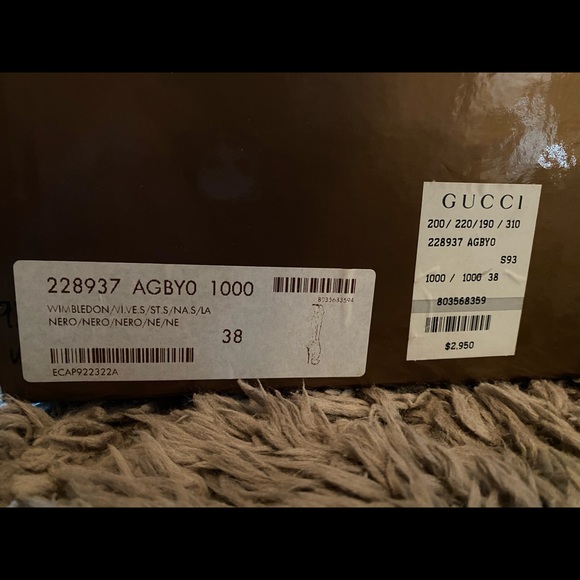 228937 AGBY0 1000
8035683594
WIMBLEDON/VI.VE.S/ST.S/NA.S/LA
NERO/NERO/NERO/NE/NE
38
ECAP922322A
GUCCI
200/ 220/190 / 310
228937 AGBY0
S93
1000 / 1000 38
803568359
$2,950